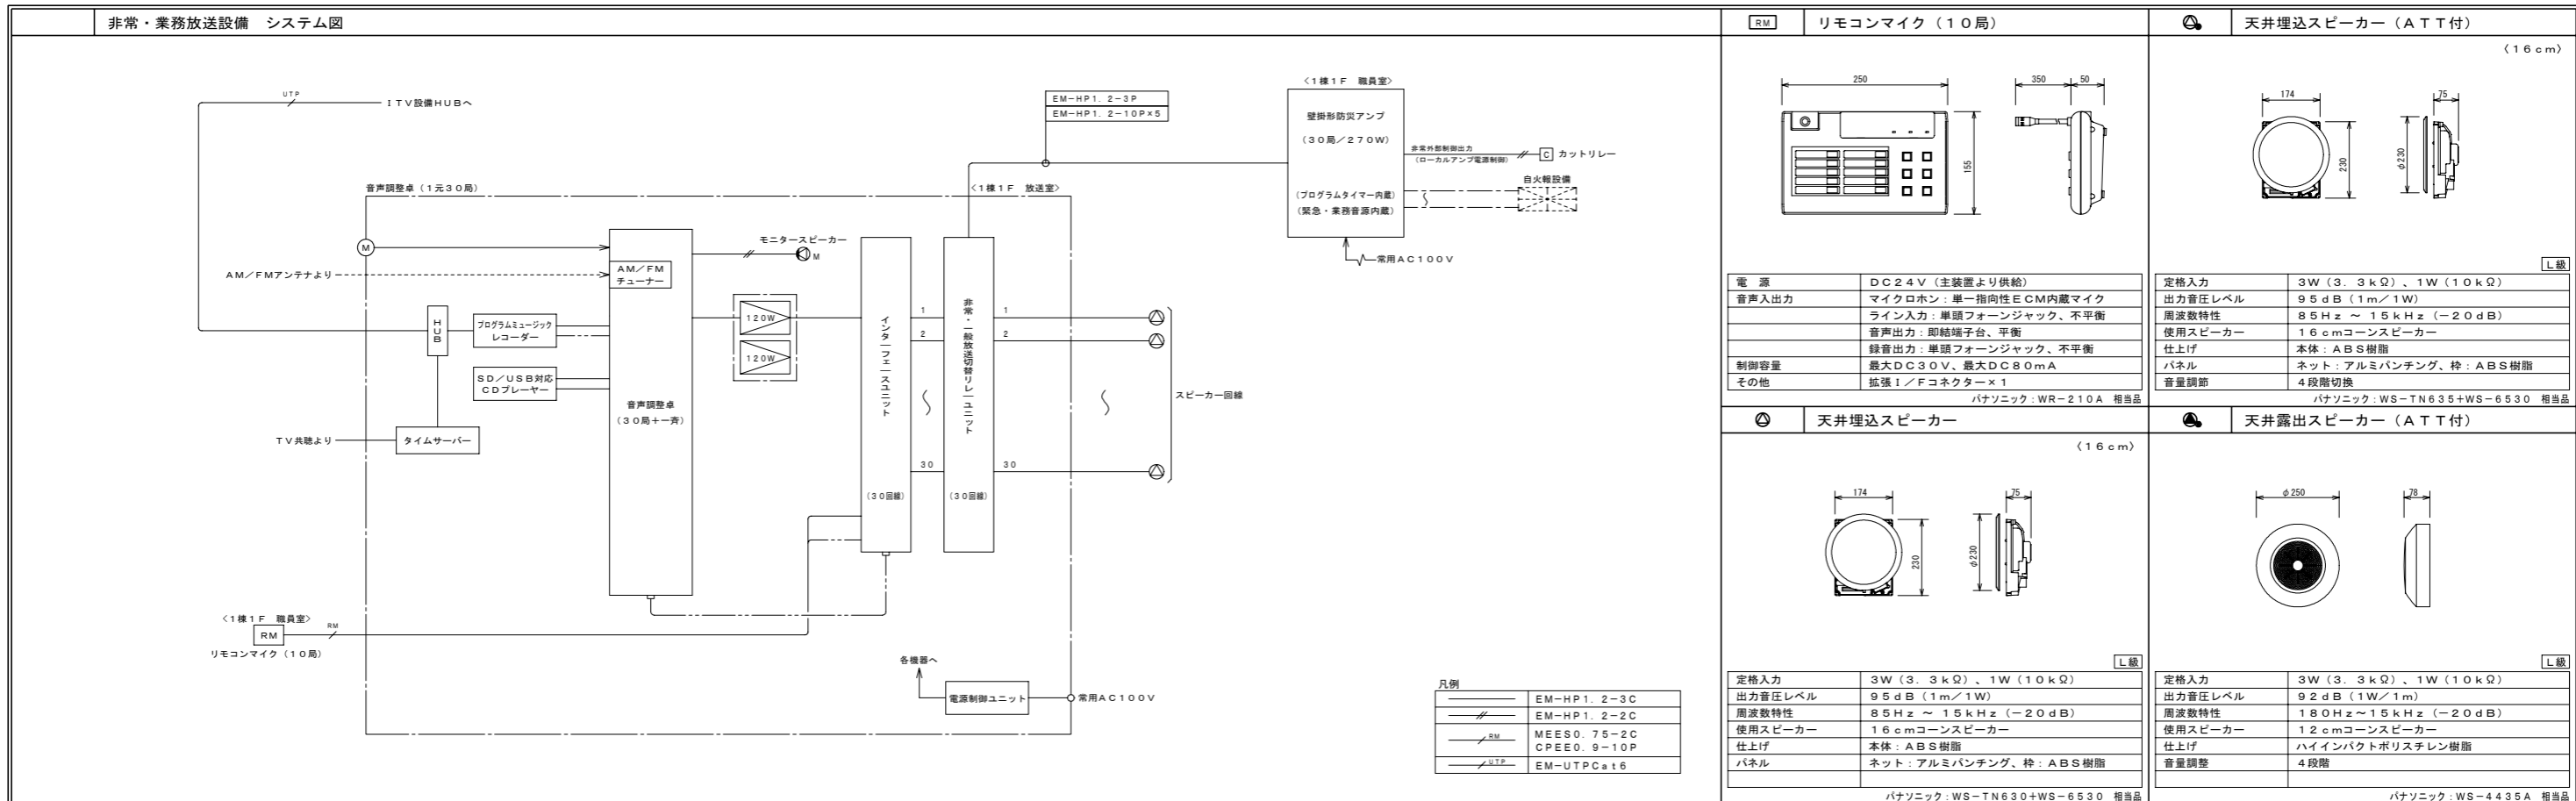 非常・業務放送設備　システム図
UTP
ITV設備HUBへ
EM-HP1. 2-3P
EM-HP1. 2-10P×5
〈1棟1F　職員室〉
壁掛形防災アンプ
(30局/270W)
(プログラムタイマー内蔵)
(緊急・業務音源内蔵)
非常外部制御出力
(ローカルアンプ電源制御)
C カットリレー
自火報設備
常用AC100V
音声調整卓(1元30局)
〈1棟1F　放送室〉
M
モニタースピーカー
M
AM/FMアンテナより
AM/FM
チューナー
HUB
プログラムミュージック
レコーダー
SD/USB対応
CDプレーヤー
音声調整卓
(30局+一斉)
TV共聴より
タイムサーバー
120W
120W
インターフェースユニット
(30回線)
非常・一般放送切替リレーユニット
(30回線)
1
2
30
1
2
30
スピーカー回線
〈1棟1F　職員室〉
RM
RM
リモコンマイク(10局)
各機器へ
電源制御ユニット
常用AC100V
凡例
EM-HP1. 2-3C
EM-HP1. 2-2C
RM
MEES0. 75-2C
CPEE0. 9-10P
UTP
EM-UTPCat6
RM リモコンマイク(10局)
250
350
50
155
電　源 DC24V(主装置より供給)
音声入出力 マイクロホン:単一指向性ECM内蔵マイク
ライン入力:単頭フォーンジャック、不平衡
音声出力:即結端子台、平衡
録音出力:単頭フォーンジャック、不平衡
制御容量 最大DC30V、最大DC80mA
その他 拡張I/Fコネクター×1
パナソニック:WR-210A　相当品
天井埋込スピーカー(ATT付)
〈16cm〉
174
75
230
φ230
L級
定格入力 3W(3. 3kΩ)、1W(10kΩ)
出力音圧レベル 95dB(1m/1W)
周波数特性 85Hz ~ 15kHz(-20dB)
使用スピーカー 16cmコーンスピーカー
仕上げ 本体:ABS樹脂
パネル ネット:アルミパンチング、枠:ABS樹脂
音量調節 4段階切換
パナソニック:WS-TN635+WS-6530　相当品
天井埋込スピーカー
〈16cm〉
174
75
230
φ230
L級
定格入力 3W(3. 3kΩ)、1W(10kΩ)
出力音圧レベル 95dB(1m/1W)
周波数特性 85Hz ~ 15kHz(-20dB)
使用スピーカー 16cmコーンスピーカー
仕上げ 本体:ABS樹脂
パネル ネット:アルミパンチング、枠:ABS樹脂
パナソニック:WS-TN630+WS-6530　相当品
天井露出スピーカー(ATT付)
φ250
78
L級
定格入力 3W(3. 3kΩ)、1W(10kΩ)
出力音圧レベル 92dB(1W/1m)
周波数特性 180Hz~15kHz(-20dB)
使用スピーカー 12cmコーンスピーカー
仕上げ ハイインパクトポリスチレン樹脂
音量調整 4段階
パナソニック:WS-4435A　相当品